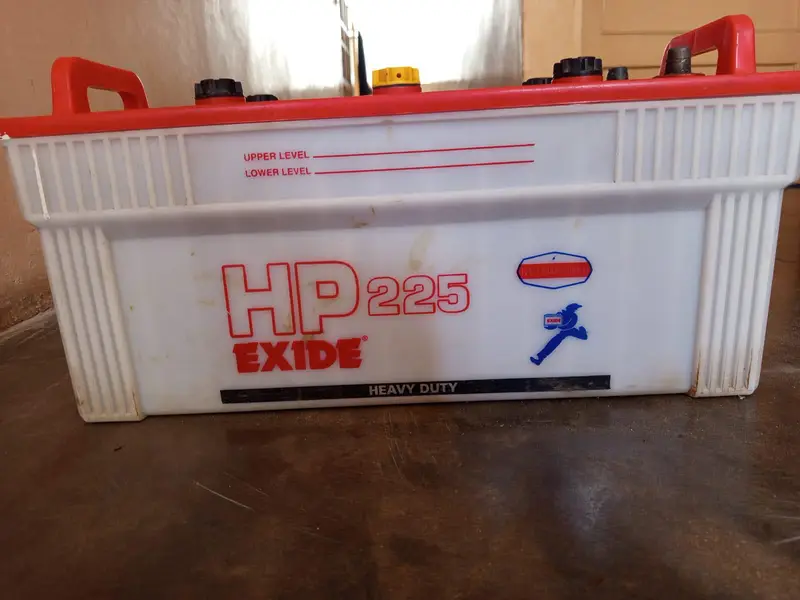 UPPER LEVEL
LOWER LEVEL
HP 225
EXIDE®
HEAVY DUTY